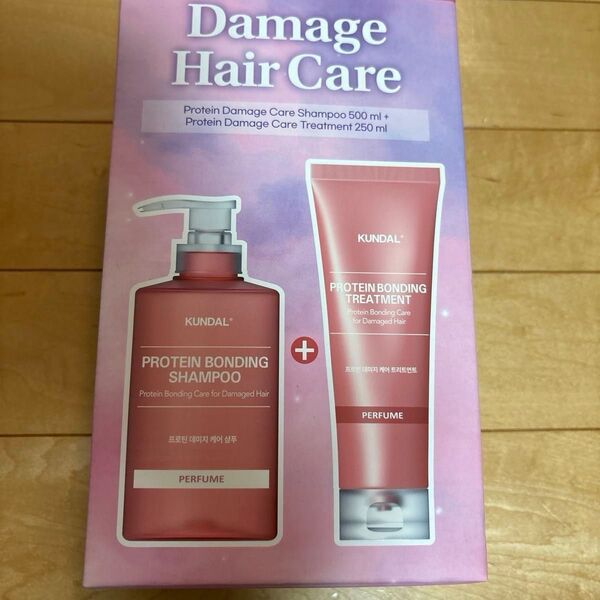 Damage
Hair Care
Protein Damage Care Shampoo 500 ml +
Protein Damage Care Treatment 250 ml
KUNDAL®
PROTEIN BONDING
SHAMPOO
Protein Bonding Care for Damaged Hair
프로틴 데미지 케어 샴푸
PERFUME
+
KUNDAL®
PROTEIN BONDING
TREATMENT
Protein Bonding Care
for Damaged Hair
프로틴 데미지 케어 트리트먼트
PERFUME